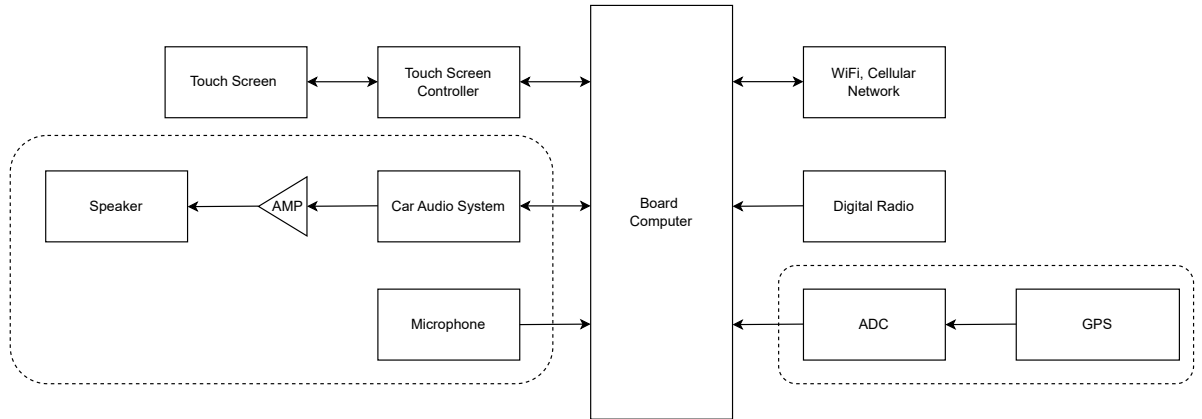 Touch Screen
Touch Screen
Controller
WiFi, Cellular
Network
Speaker
AMP
Car Audio System
Board
Computer
Digital Radio
Microphone
ADC
GPS